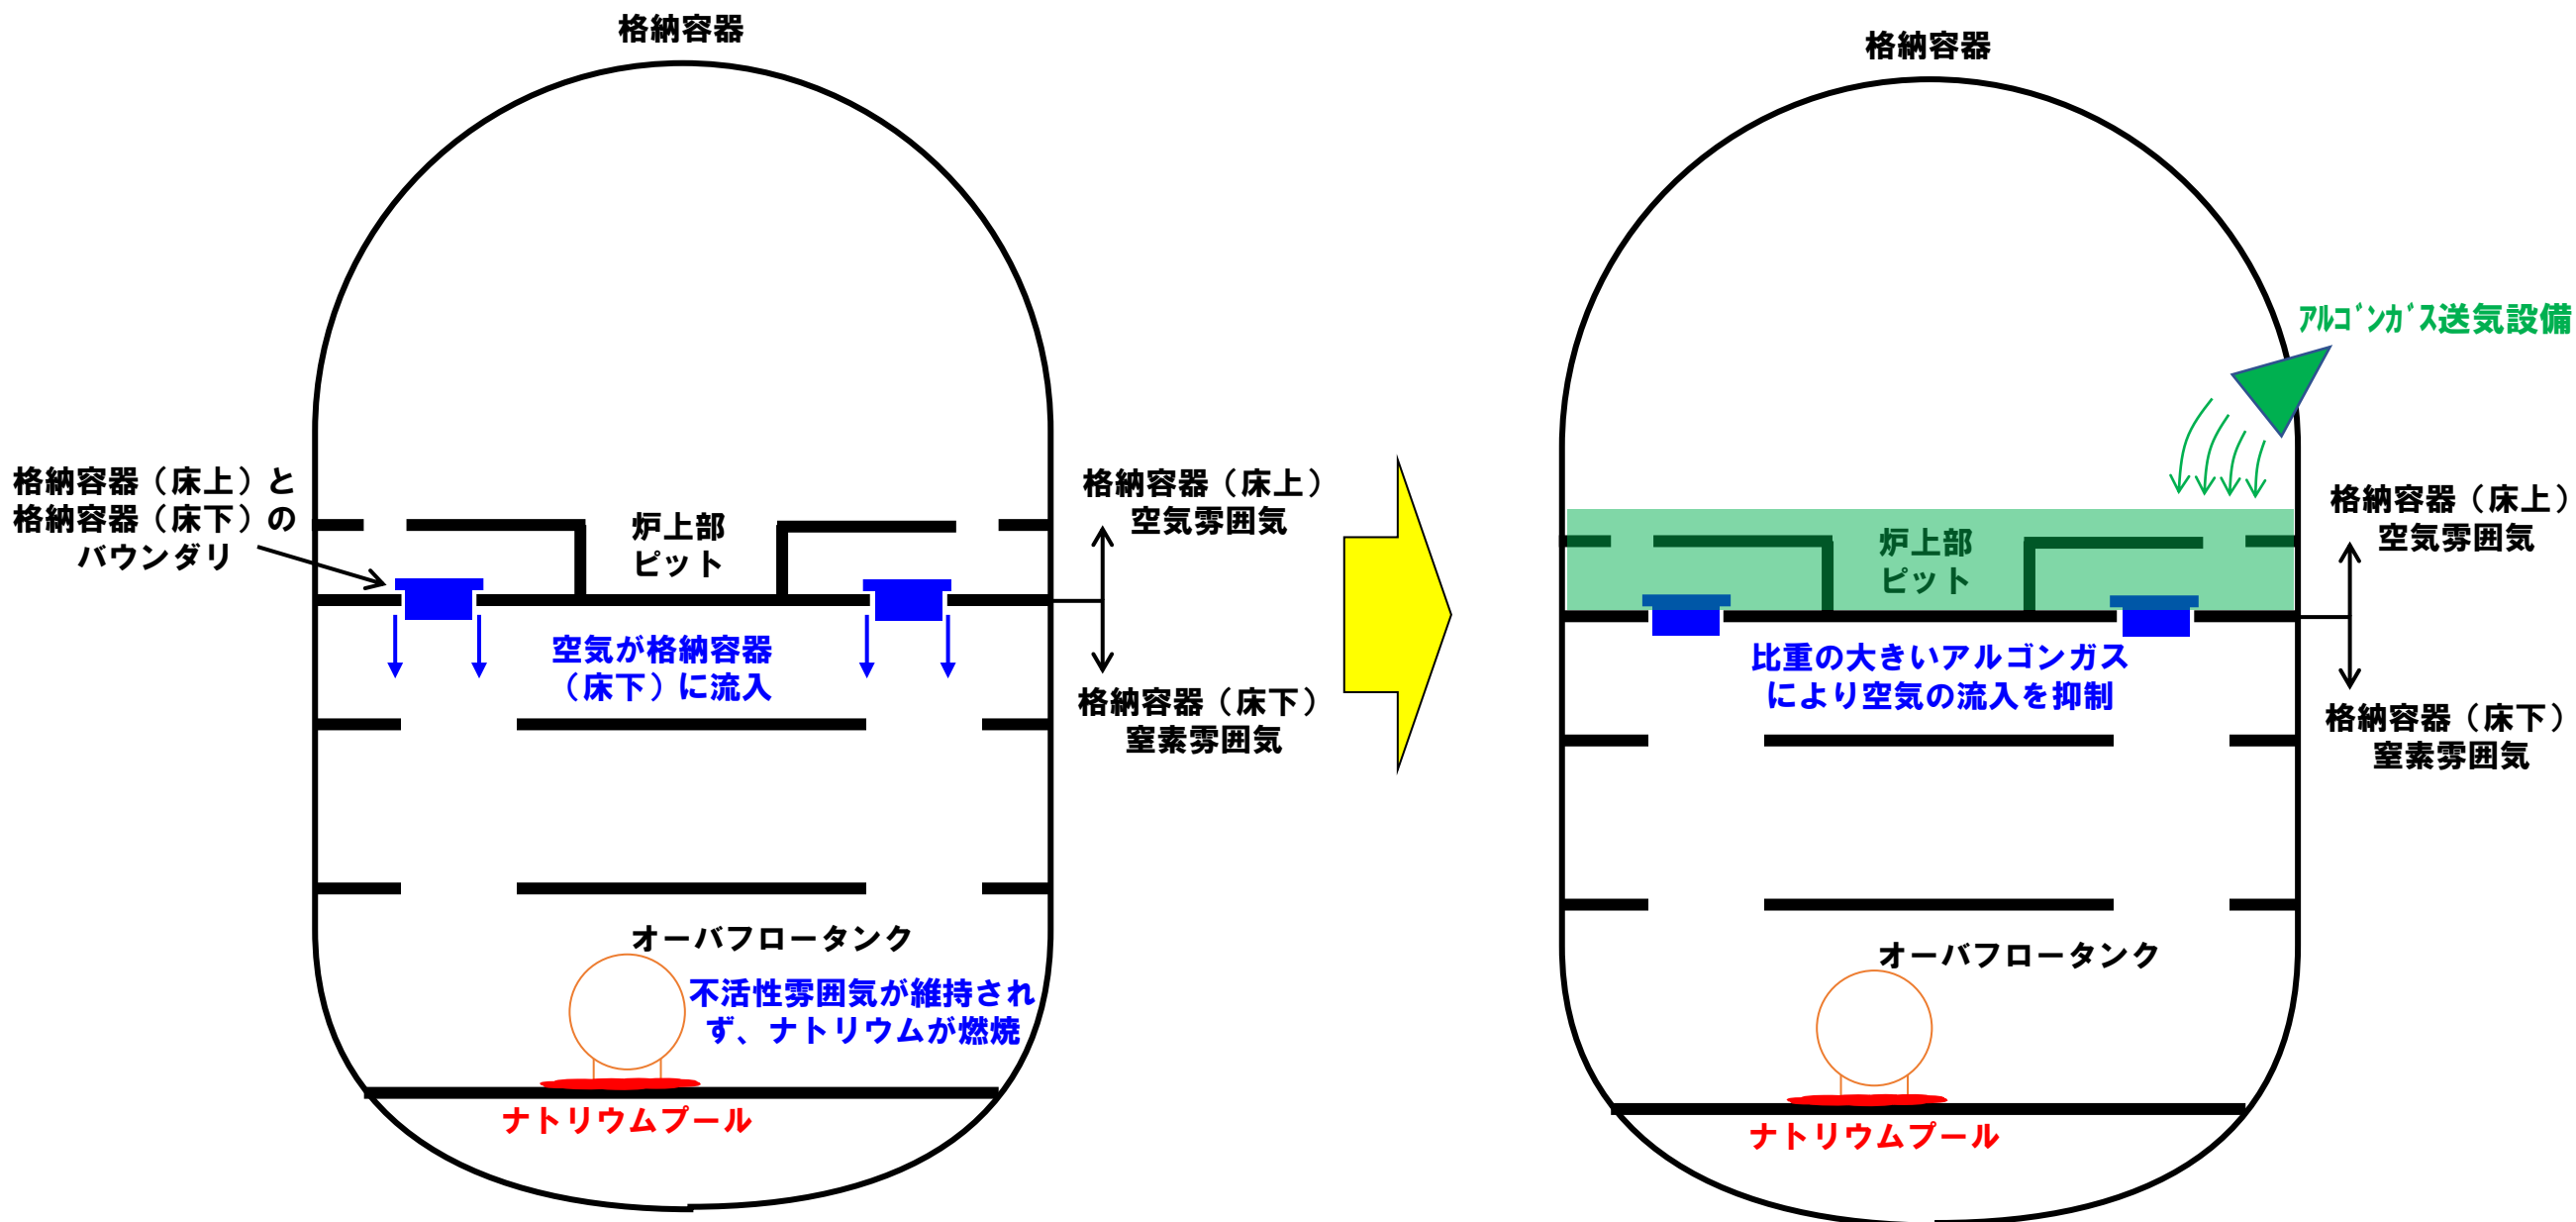 格納容器
格納容器（床上）と
格納容器（床下）の
バウンダリ
炉上部
ピット
格納容器（床上）
空気雰囲気
空気が格納容器
（床下）に流入
格納容器（床下）
窒素雰囲気
オーバフロータンク
不活性雰囲気が維持され
ず、ナトリウムが燃焼
ナトリウムプール
格納容器
ｱﾙｺﾞﾝｶﾞｽ送気設備
炉上部
ピット
格納容器（床上）
空気雰囲気
比重の大きいアルゴンガス
により空気の流入を抑制
格納容器（床下）
窒素雰囲気
オーバフロータンク
ナトリウムプール